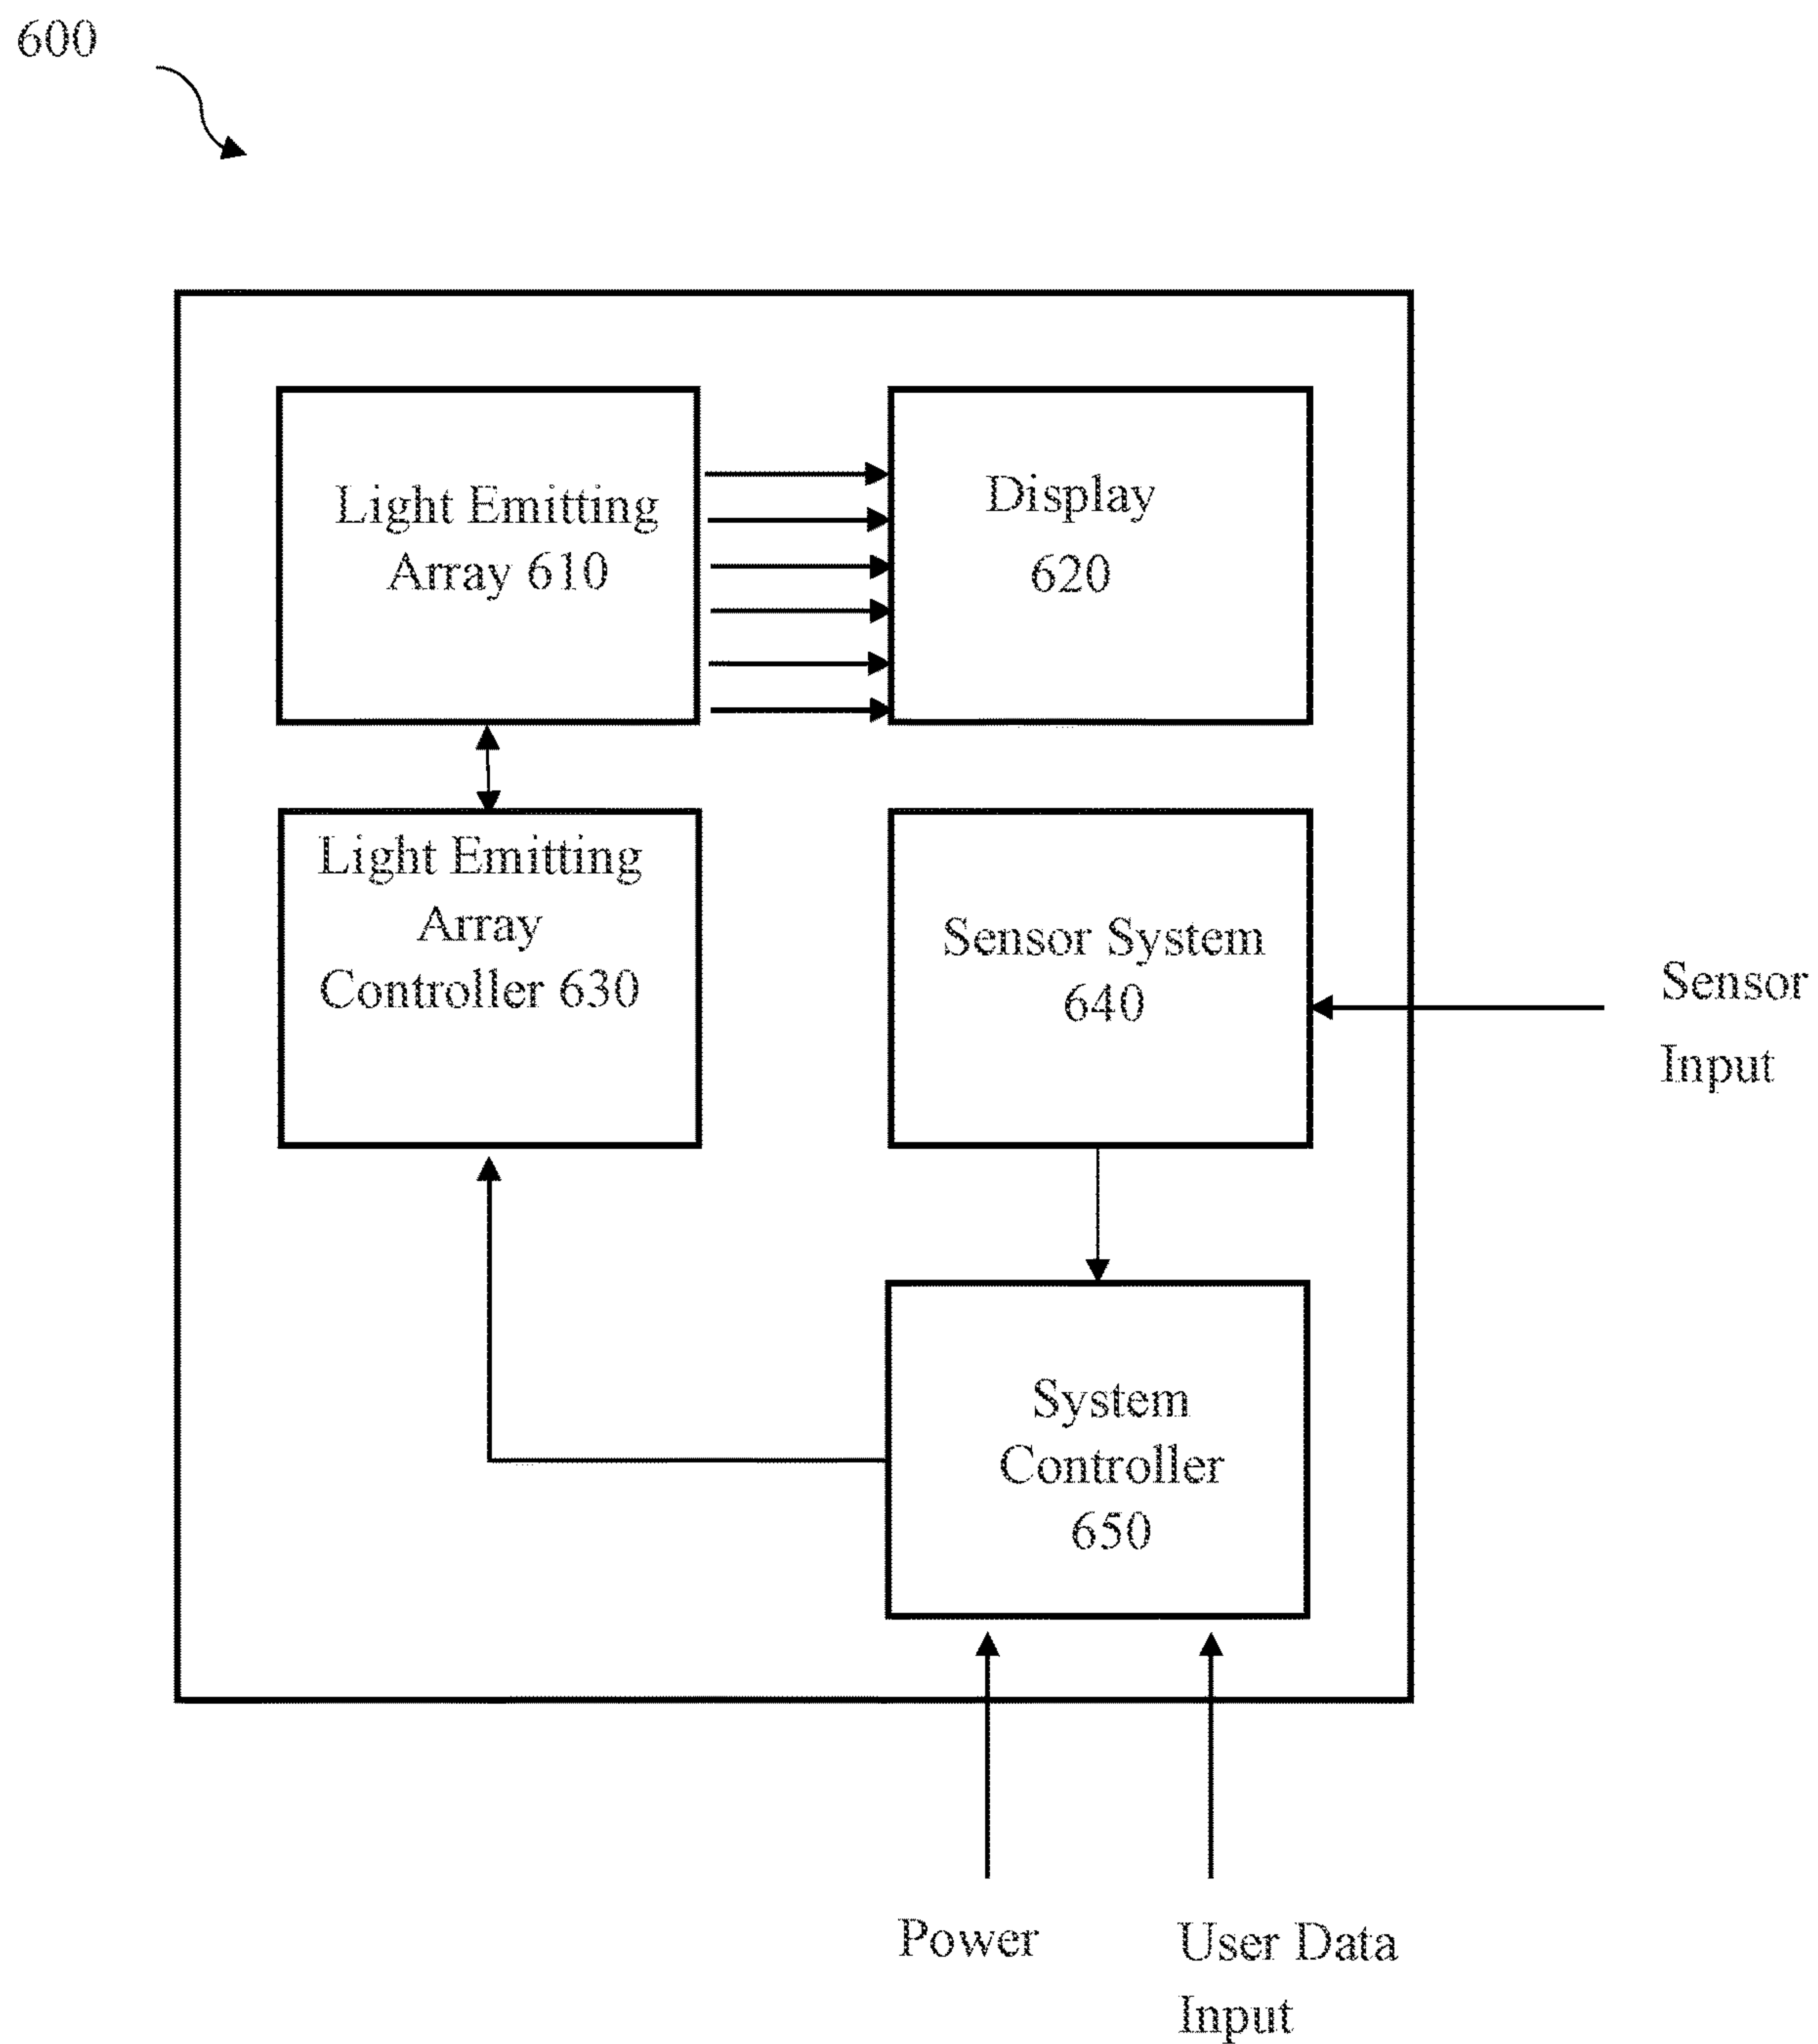 600
Light Emitting
Array 610
Display
620
Light Emitting
Array
Controller 630
Sensor System
640
Sensor
Input
System
Controller
650
Power
User Data
Input